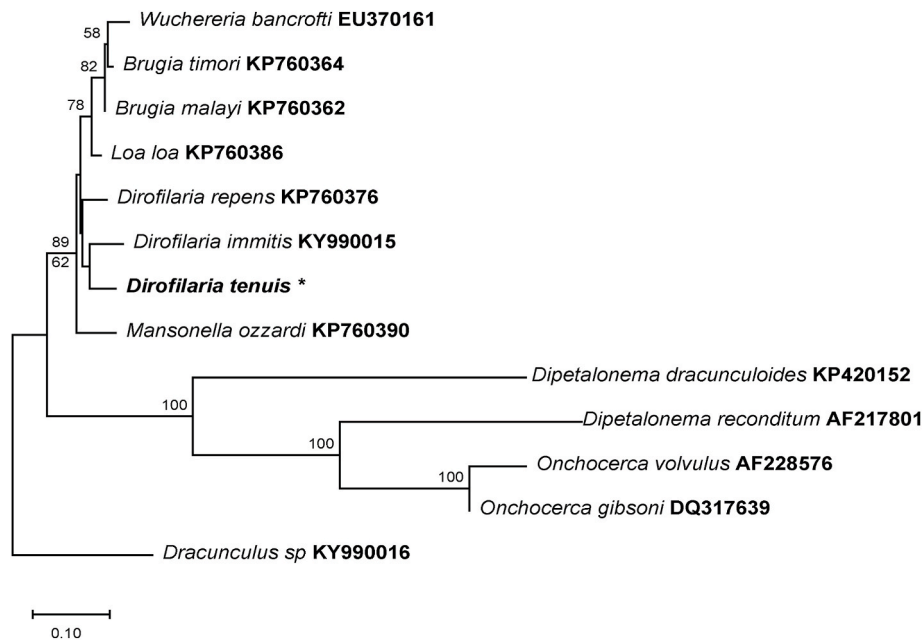 Wuchereria bancrofti EU370161
58
Brugia timori KP760364
82
Brugia malayi KP760362
78
Loa loa KP760386
Dirofilaria repens KP760376
89
Dirofilaria immitis KY990015
62
Dirofilaria tenuis *
Mansonella ozzardi KP760390
Dipetalonema dracunculoides KP420152
100
Dipetalonema reconditum AF217801
100
Onchocerca volvulus AF228576
100
Onchocerca gibsoni DQ317639
Dracunculus sp KY990016
0.10